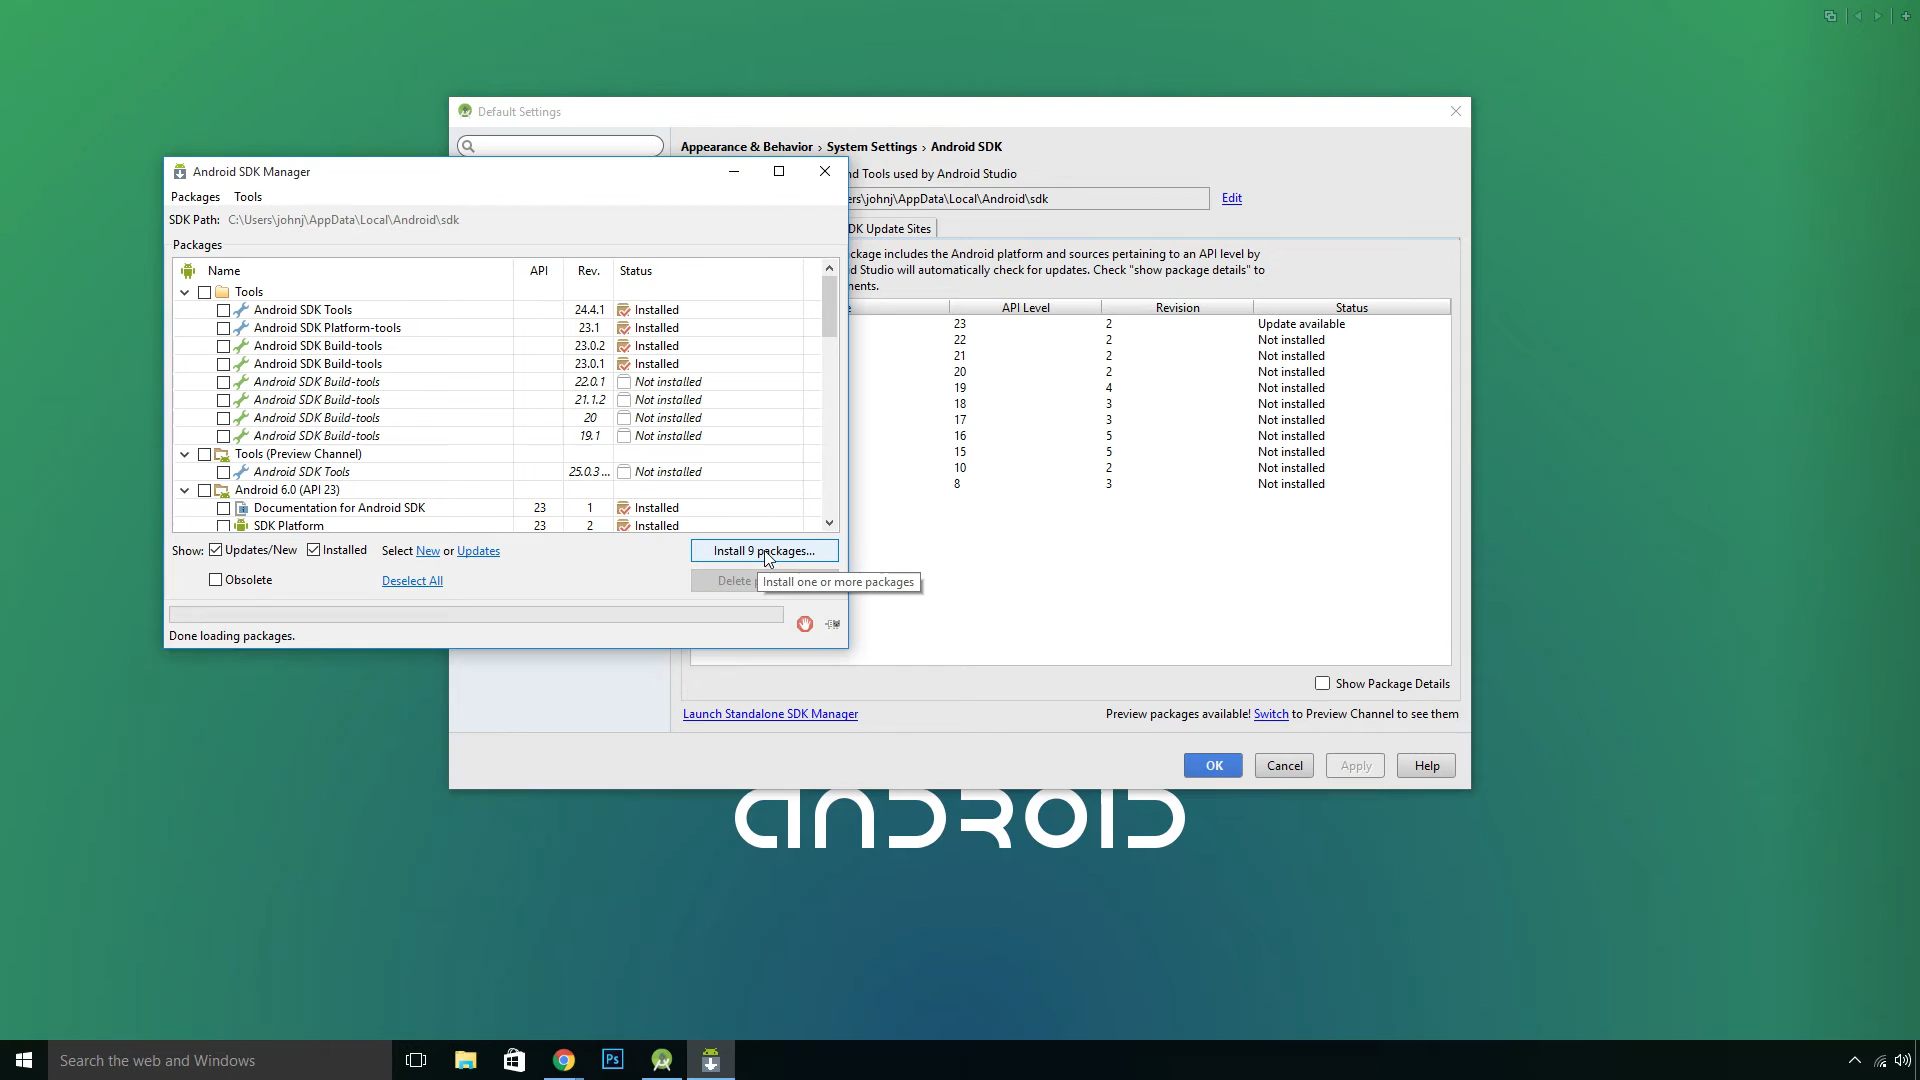 Default Settings
Appearance & Behavior › System Settings › Android SDK
nd Tools used by Android Studio
ers\johnj\AppData\Local\Android\sdk
Edit
DK Update Sites
ckage includes the Android platform and sources pertaining to an API level by
d Studio will automatically check for updates. Check "show package details" to
nents.
API Level Revision Status
23 2 Update available
22 2 Not installed
21 2 Not installed
20 2 Not installed
19 4 Not installed
18 3 Not installed
17 3 Not installed
16 5 Not installed
15 5 Not installed
10 2 Not installed
8 3 Not installed
Show Package Details
Launch Standalone SDK Manager
Preview packages available! Switch to Preview Channel to see them
OK Cancel Apply Help
Android SDK Manager
Packages Tools
SDK Path: C:\Users\johnj\AppData\Local\Android\sdk
Packages
Name API Rev. Status
Tools
Android SDK Tools 24.4.1 Installed
Android SDK Platform-tools 23.1 Installed
Android SDK Build-tools 23.0.2 Installed
Android SDK Build-tools 23.0.1 Installed
Android SDK Build-tools 22.0.1 Not installed
Android SDK Build-tools 21.1.2 Not installed
Android SDK Build-tools 20 Not installed
Android SDK Build-tools 19.1 Not installed
Tools (Preview Channel)
Android SDK Tools 25.0.3 ... Not installed
Android 6.0 (API 23)
Documentation for Android SDK 23 1 Installed
SDK Platform 23 2 Installed
Show: Updates/New Installed Select New or Updates
Install 9 packages...
Obsolete Deselect All
Delete
Install one or more packages
Done loading packages.
ANDROID
Search the web and Windows
Ps